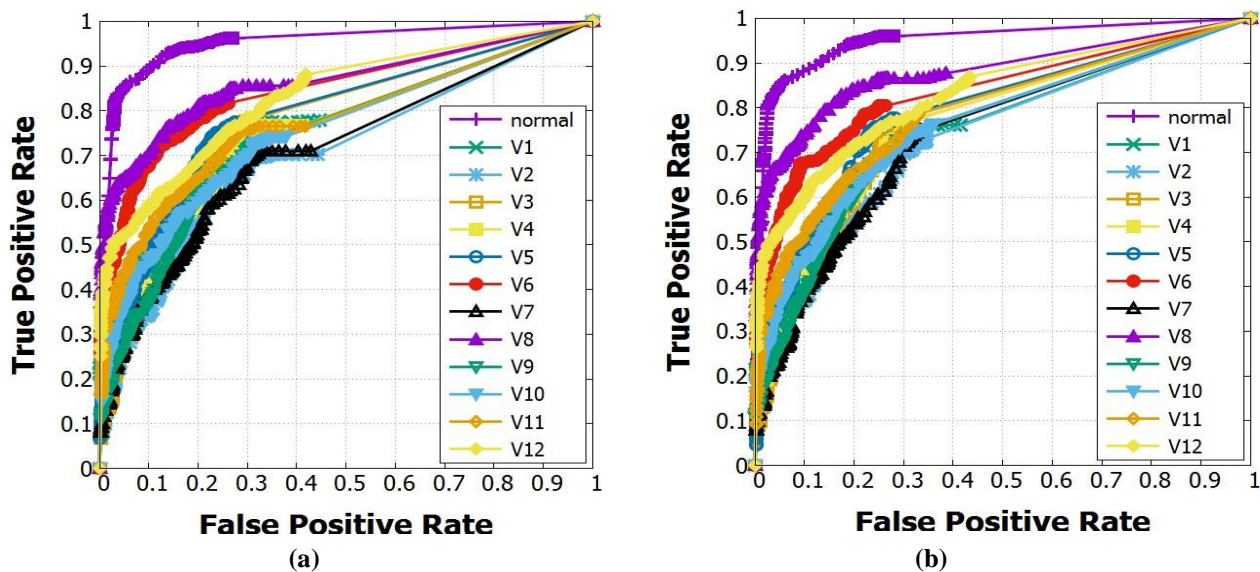 1
0.9
0.8
0.7
0.6
0.5
0.4
0.3
0.2
0.1
0
True Positive Rate
normal
V1
V2
V3
V4
V5
V6
V7
V8
V9
V10
V11
V12
0 0.1 0.2 0.3 0.4 0.5 0.6 0.7 0.8 0.9 1
False Positive Rate
(a)
1
0.9
0.8
0.7
0.6
0.5
0.4
0.3
0.2
0.1
0
True Positive Rate
normal
V1
V2
V3
V4
V5
V6
V7
V8
V9
V10
V11
V12
0 0.1 0.2 0.3 0.4 0.5 0.6 0.7 0.8 0.9 1
False Positive Rate
(b)